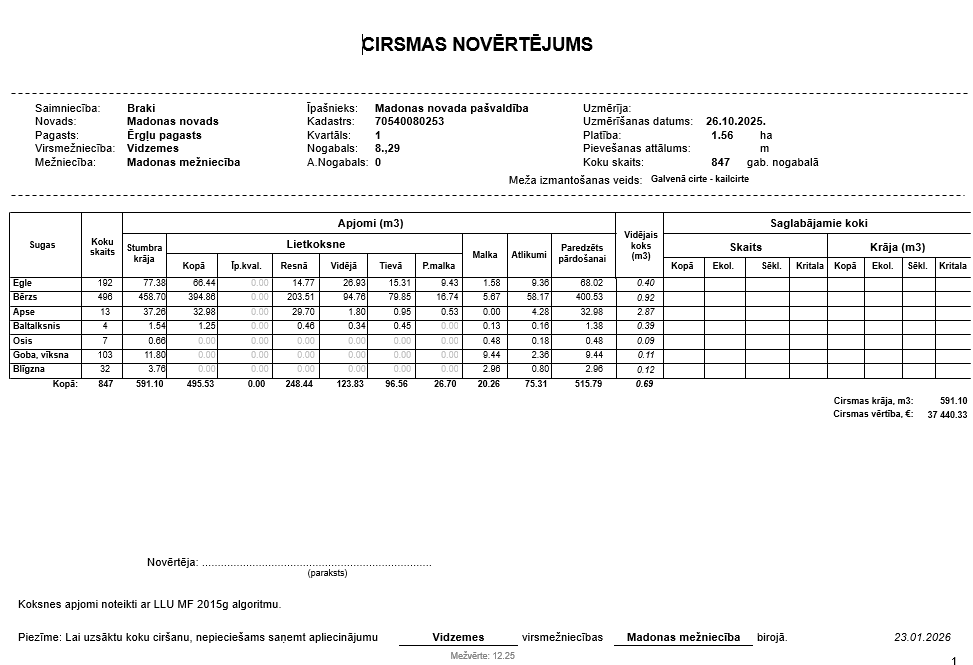 CIRSMAS NOVĒRTĒJUMS
Saimniecība: Braki Īpašnieks: Madonas novada pašvaldība Uzmērīja:
Novads: Madonas novads Kadastrs: 70540080253 Uzmērīšanas datums: 26.10.2025.
Pagasts: Ērgļu pagasts Kvartāls: 1 Platība: 1.56 ha
Virsmežniecība: Vidzemes Nogabals: 8.,29 Pievešanas attālums: m
Mežniecība: Madonas mežniecība A.Nogabals: 0 Koku skaits: 847 gab. nogabalā
Meža izmantošanas veids: Galvenā cirte - kailcirte
Sugas Koku skaits Apjomi (m3) Vidējais koks (m3) Saglabājamie koki
Stumbra krāja Lietkoksne Malka Atlikumi Paredzēts pārdošanai Skaits Krāja (m3)
Kopā Īp.kval. Resnā Vidējā Tievā P.malka Kopā Ekol. Sēkl. Kritala Kopā Ekol. Sēkl. Kritala
Egle 192 77.38 66.44 0.00 14.77 26.93 15.31 9.43 1.58 9.36 68.02 0.40
Bērzs 496 458.70 394.86 0.00 203.51 94.76 79.85 16.74 5.67 58.17 400.53 0.92
Apse 13 37.26 32.98 0.00 29.70 1.80 0.95 0.53 0.00 4.28 32.98 2.87
Baltalksnis 4 1.54 1.25 0.00 0.46 0.34 0.45 0.00 0.13 0.16 1.38 0.39
Osis 7 0.66 0.00 0.00 0.00 0.00 0.00 0.00 0.48 0.18 0.48 0.09
Goba, vīksna 103 11.80 0.00 0.00 0.00 0.00 0.00 0.00 9.44 2.36 9.44 0.11
Blīgzna 32 3.76 0.00 0.00 0.00 0.00 0.00 0.00 2.96 0.80 2.96 0.12
Kopā: 847 591.10 495.53 0.00 248.44 123.83 96.56 26.70 20.26 75.31 515.79 0.69
Cirsmas krāja, m3: 591.10
Cirsmas vērtība, €: 37 440.33
Novērtēja: ..........................................................................
(paraksts)
Koksnes apjomi noteikti ar LLU MF 2015g algoritmu.
Piezīme: Lai uzsāktu koku ciršanu, nepieciešams saņemt apliecinājumu Vidzemes virsmežniecības Madonas mežniecība birojā. 23.01.2026
Mežvērte: 12.25
1